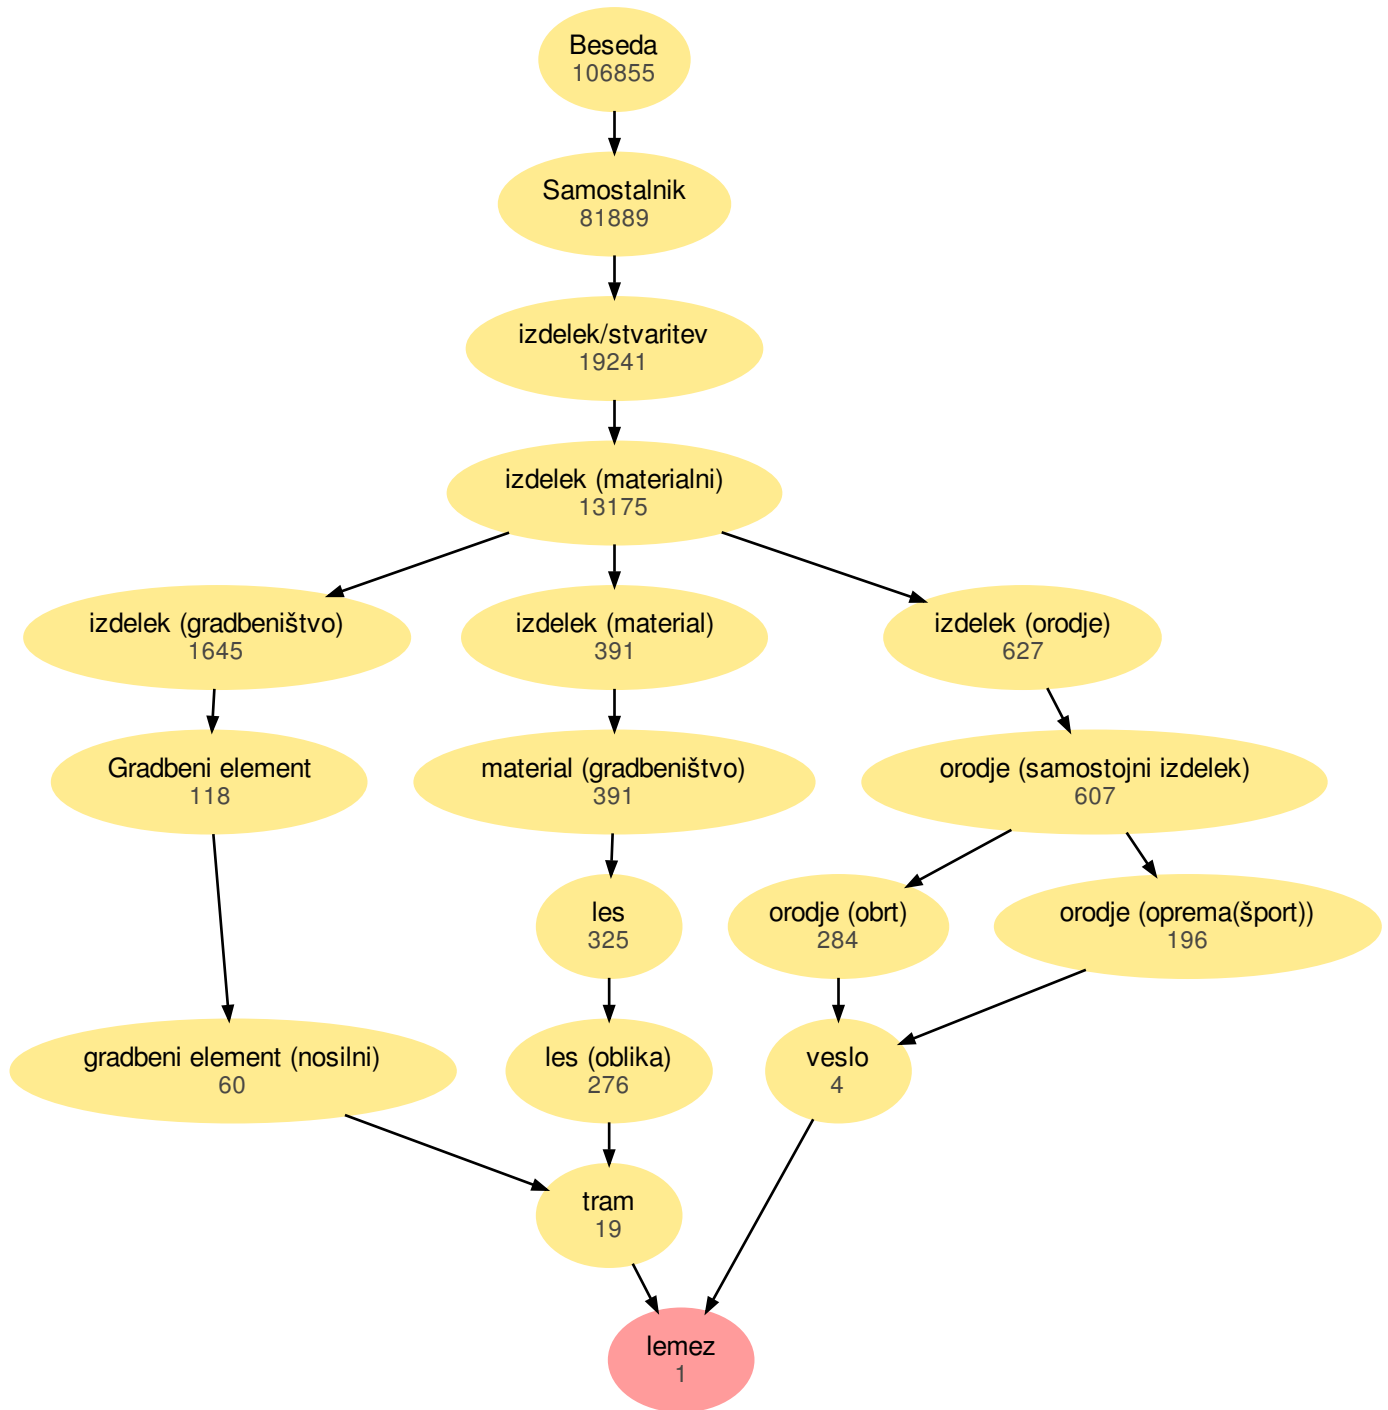 Beseda
106855
Samostalnik
81889
izdelek/stvaritev
19241
izdelek (materialni)
13175
izdelek (gradbeništvo)
1645
izdelek (material)
391
izdelek (orodje)
627
Gradbeni element
118
material (gradbeništvo)
391
orodje (samostojni izdelek)
607
les
325
orodje (obrt)
284
orodje (oprema(šport))
196
gradbeni element (nosilni)
60
les (oblika)
276
veslo
4
tram
19
lemez
1